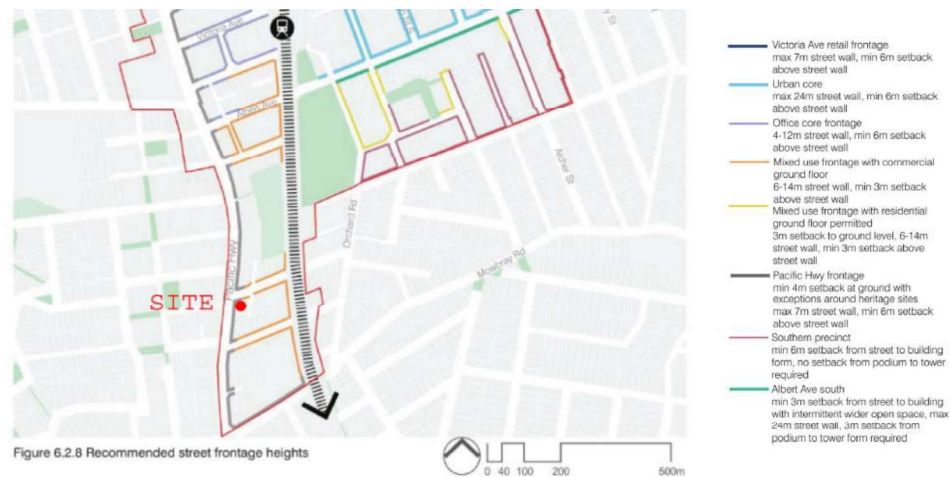 Victoria Ave
Albert Ave
Pacific Hwy
Orchard Rd
Mowbray Rd
Archer St
SITE
Figure 6.2.8 Recommended street frontage heights
0 40 100 200 500m
Victoria Ave retail frontage
max 7m street wall, min 6m setback
above street wall
Urban core
max 24m street wall, min 6m setback
above street wall
Office core frontage
4-12m street wall, min 6m setback
above street wall
Mixed use frontage with commercial
ground floor
6-14m street wall, min 3m setback
above street wall
Mixed use frontage with residential
ground floor permitted
3m setback to ground level, 6-14m
street wall, min 3m setback above
street wall
Pacific Hwy frontage
min 4m setback at ground with
exceptions around heritage sites
max 7m street wall, min 6m setback
above street wall
Southern precinct
min 6m setback from street to building
form, no setback from podium to tower
required
Albert Ave south
min 3m setback from street to building
with intermittent wider open space, max
24m street wall, 3m setback from
podium to tower form required